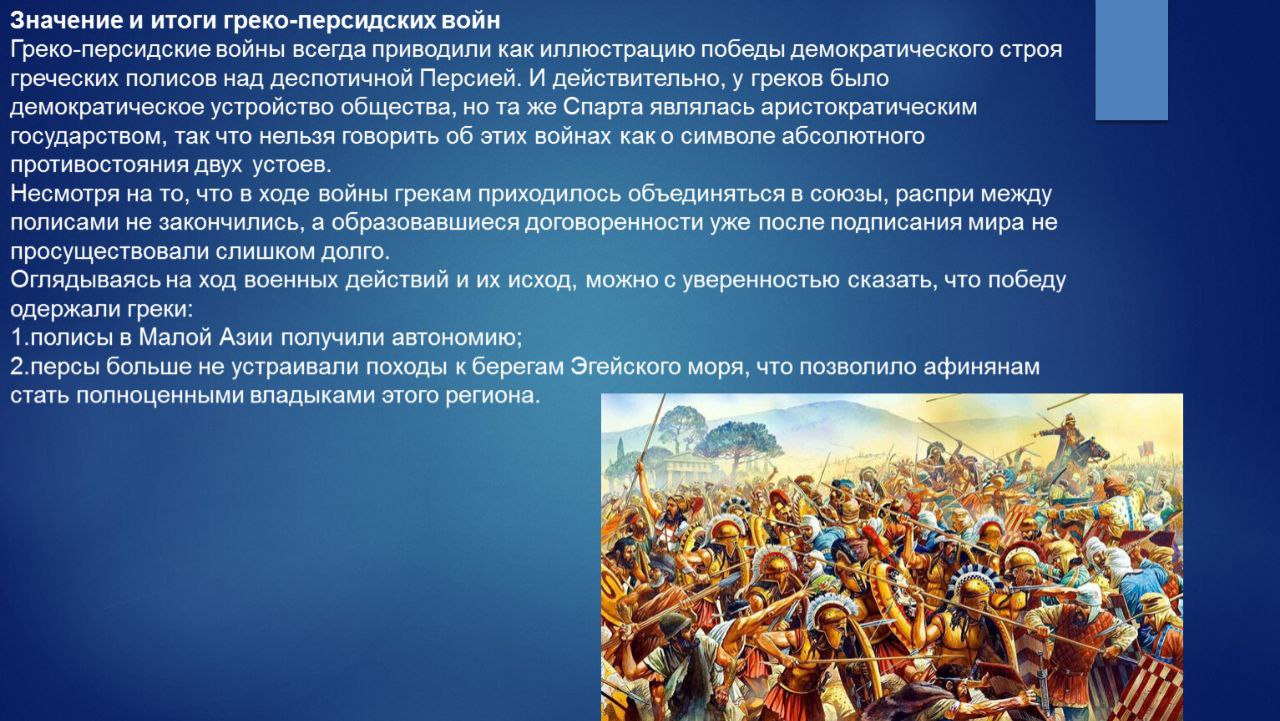 Значение и итоги греко-персидских войн
Греко-персидские войны всегда приводили как иллюстрацию победы демократического строя
греческих полисов над деспотичной Персией. И действительно, у греков было
демократическое устройство общества, но та же Спарта являлась аристократическим
государством, так что нельзя говорить об этих войнах как о символе абсолютного
противостояния двух устоев.
Несмотря на то, что в ходе войны грекам приходилось объединяться в союзы, распри между
полисами не закончились, а образовавшиеся договоренности уже после подписания мира не
просуществовали слишком долго.
Оглядываясь на ход военных действий и их исход, можно с уверенностью сказать, что победу
одержали греки:
1.полисы в Малой Азии получили автономию;
2.персы больше не устраивали походы к берегам Эгейского моря, что позволило афинянам
стать полноценными владыками этого региона.